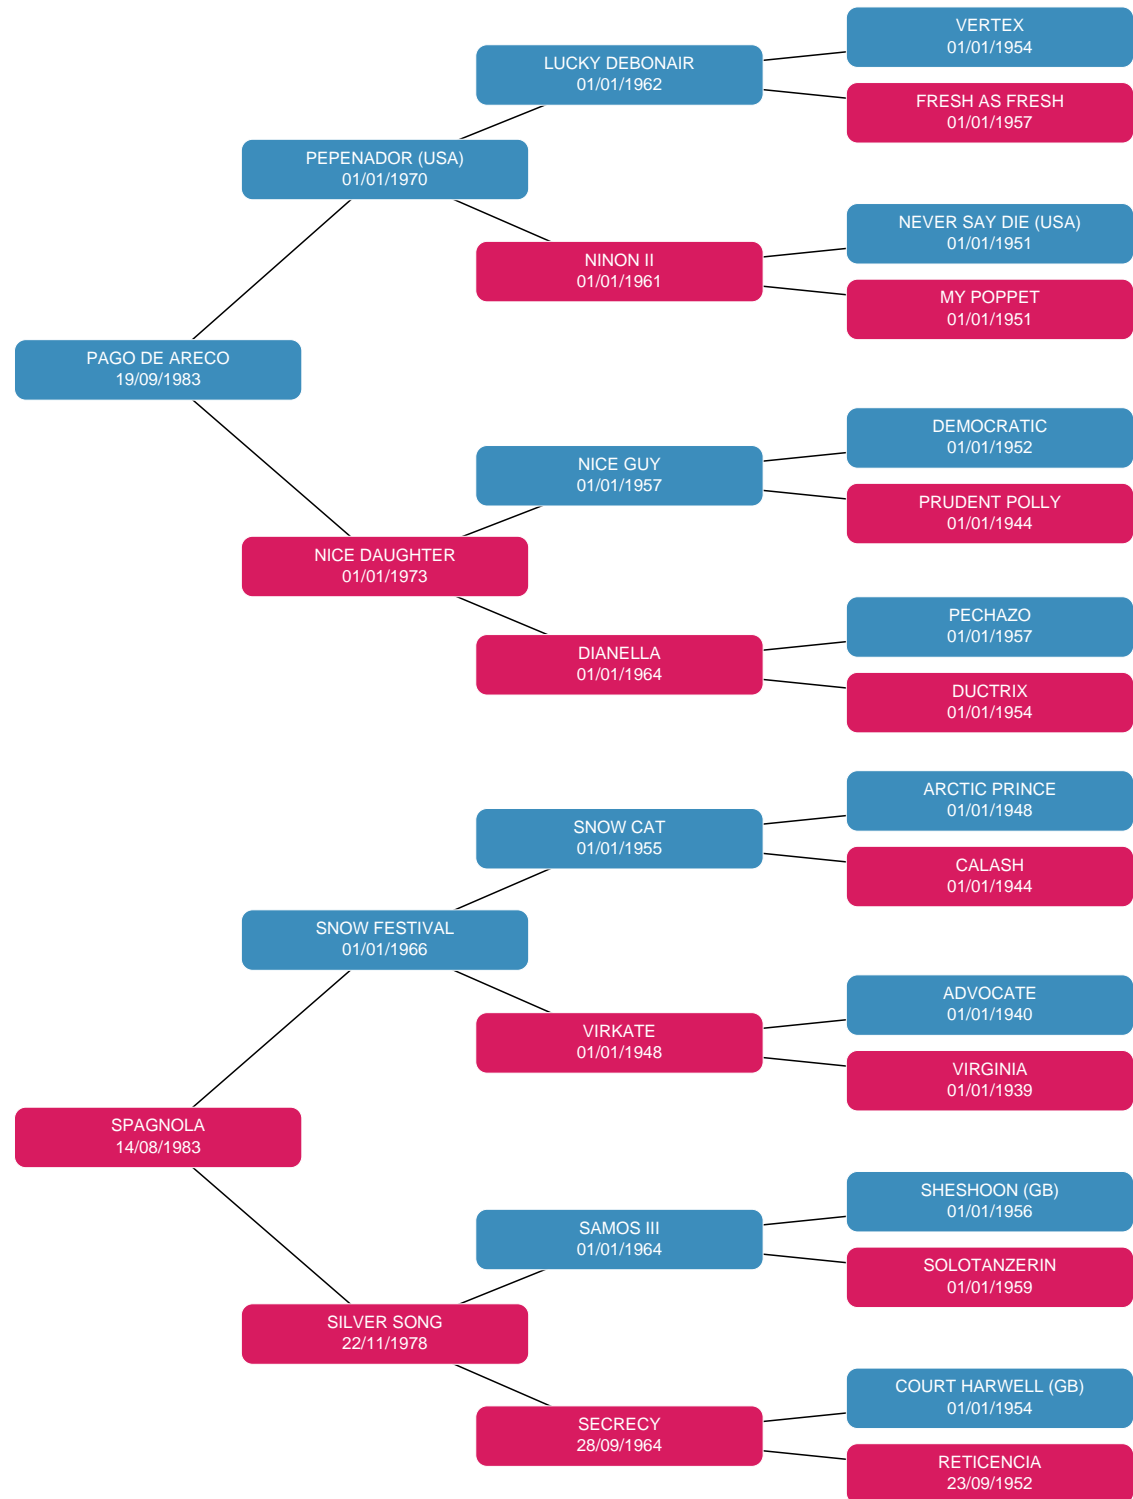 VERTEX
01/01/1954
LUCKY DEBONAIR
01/01/1962
FRESH AS FRESH
01/01/1957
PEPENADOR (USA)
01/01/1970
NEVER SAY DIE (USA)
01/01/1951
NINON II
01/01/1961
MY POPPET
01/01/1951
PAGO DE ARECO
19/09/1983
DEMOCRATIC
01/01/1952
NICE GUY
01/01/1957
PRUDENT POLLY
01/01/1944
NICE DAUGHTER
01/01/1973
PECHAZO
01/01/1957
DIANELLA
01/01/1964
DUCTRIX
01/01/1954
ARCTIC PRINCE
01/01/1948
SNOW CAT
01/01/1955
CALASH
01/01/1944
SNOW FESTIVAL
01/01/1966
ADVOCATE
01/01/1940
VIRKATE
01/01/1948
VIRGINIA
01/01/1939
SPAGNOLA
14/08/1983
SHESHOON (GB)
01/01/1956
SAMOS III
01/01/1964
SOLOTANZERIN
01/01/1959
SILVER SONG
22/11/1978
COURT HARWELL (GB)
01/01/1954
SECRECY
28/09/1964
RETICENCIA
23/09/1952